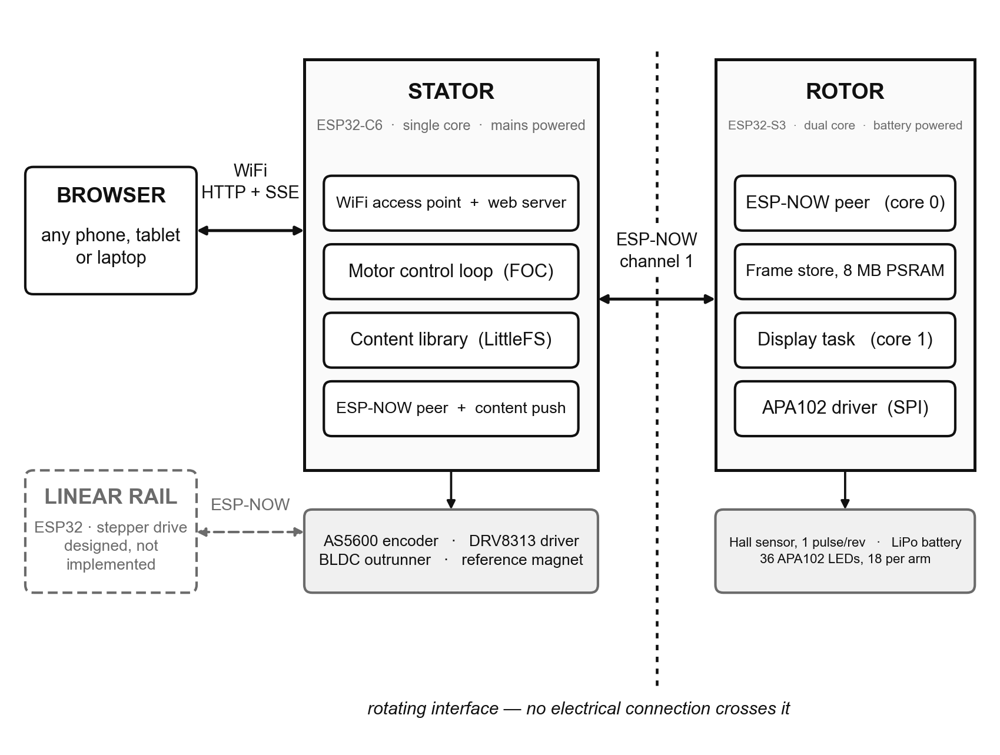 STATOR
ESP32-C6 · single core · mains powered
WiFi access point + web server
Motor control loop (FOC)
Content library (LittleFS)
ESP-NOW peer + content push
ROTOR
ESP32-S3 · dual core · battery powered
ESP-NOW peer (core 0)
Frame store, 8 MB PSRAM
Display task (core 1)
APA102 driver (SPI)
BROWSER
any phone, tablet
or laptop
WiFi
HTTP + SSE
ESP-NOW
channel 1
LINEAR RAIL
ESP32 · stepper drive
designed, not
implemented
ESP-NOW
AS5600 encoder · DRV8313 driver
BLDC outrunner · reference magnet
Hall sensor, 1 pulse/rev · LiPo battery
36 APA102 LEDs, 18 per arm
rotating interface — no electrical connection crosses it